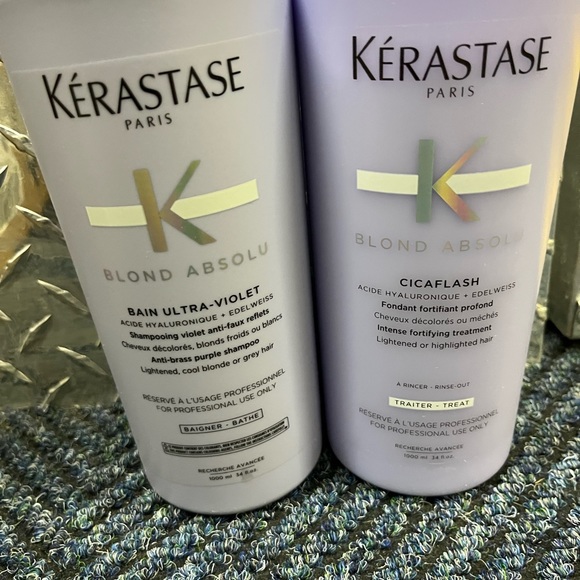 KÉRASTASE
PARIS
K
BLOND ABSOLU
BAIN ULTRA-VIOLET
ACIDE HYALURONIQUE + EDELWEISS
Shampooing violet anti-faux reflets
Cheveux décolorés, blonds froids ou blancs
Anti-brass purple shampoo
Lightened, cool blonde or grey hair
RÉSERVÉ À L'USAGE PROFESSIONNEL
FOR PROFESSIONAL USE ONLY
BAIGNER - BATHE
RECHERCHE AVANCÉE
1000 ml 34 fl.oz.
KÉRASTASE
PARIS
K
BLOND ABSOLU
CICAFLASH
ACIDE HYALURONIQUE + EDELWEISS
Fondant fortifiant profond
Cheveux décolorés ou méchés
Intense fortifying treatment
Lightened or highlighted hair
A RINCER - RINSE-OUT
TRAITER - TREAT
RÉSERVÉ À L'USAGE PROFESSIONNEL
FOR PROFESSIONAL USE ONLY
RECHERCHE AVANCÉE
1000 ml 34 fl.oz.